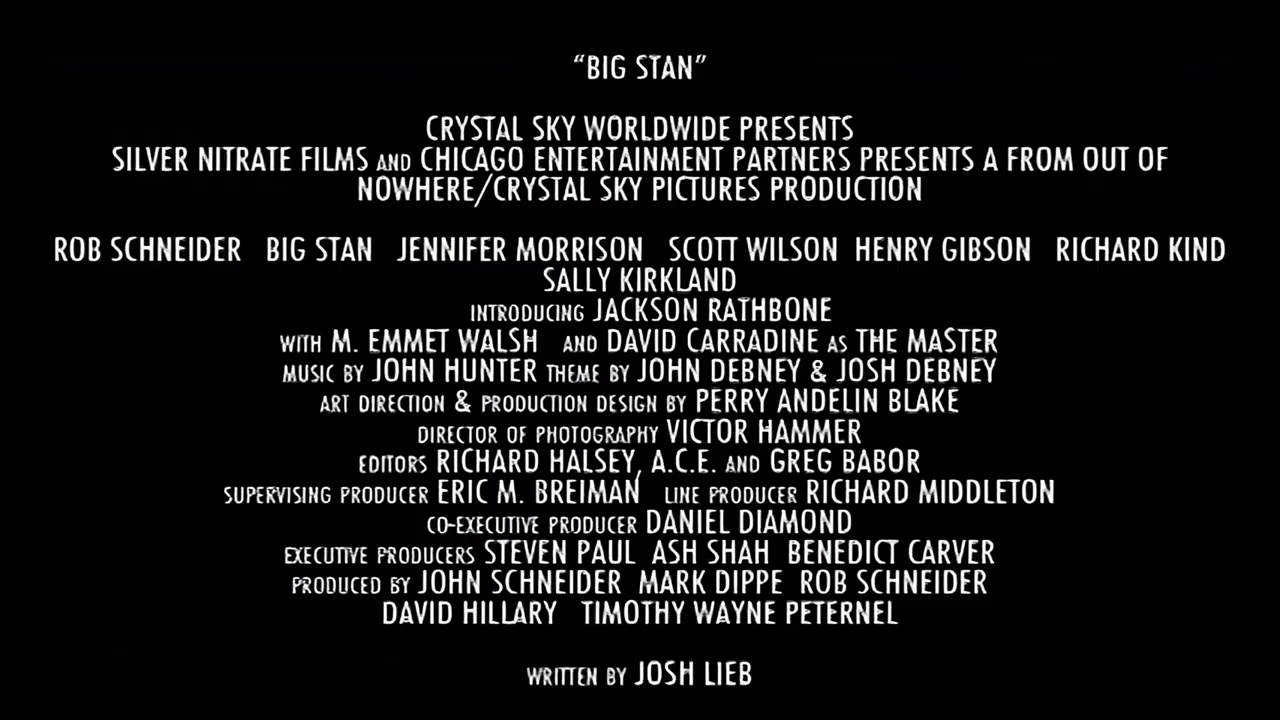 “BIG STAN”
CRYSTAL SKY WORLDWIDE PRESENTS
SILVER NITRATE FILMS AND CHICAGO ENTERTAINMENT PARTNERS PRESENTS A FROM OUT OF
NOWHERE/CRYSTAL SKY PICTURES PRODUCTION
ROB SCHNEIDER BIG STAN JENNIFER MORRISON SCOTT WILSON HENRY GIBSON RICHARD KIND
SALLY KIRKLAND
INTRODUCING JACKSON RATHBONE
WITH M. EMMET WALSH AND DAVID CARRADINE AS THE MASTER
MUSIC BY JOHN HUNTER THEME BY JOHN DEBNEY & JOSH DEBNEY
ART DIRECTION & PRODUCTION DESIGN BY PERRY ANDELIN BLAKE
DIRECTOR OF PHOTOGRAPHY VICTOR HAMMER
EDITORS RICHARD HALSEY, A.C.E. AND GREG BABOR
SUPERVISING PRODUCER ERIC M. BREIMAN LINE PRODUCER RICHARD MIDDLETON
CO-EXECUTIVE PRODUCER DANIEL DIAMOND
EXECUTIVE PRODUCERS STEVEN PAUL ASH SHAH BENEDICT CARVER
PRODUCED BY JOHN SCHNEIDER MARK DIPPE ROB SCHNEIDER
DAVID HILLARY TIMOTHY WAYNE PETERNEL
WRITTEN BY JOSH LIEB